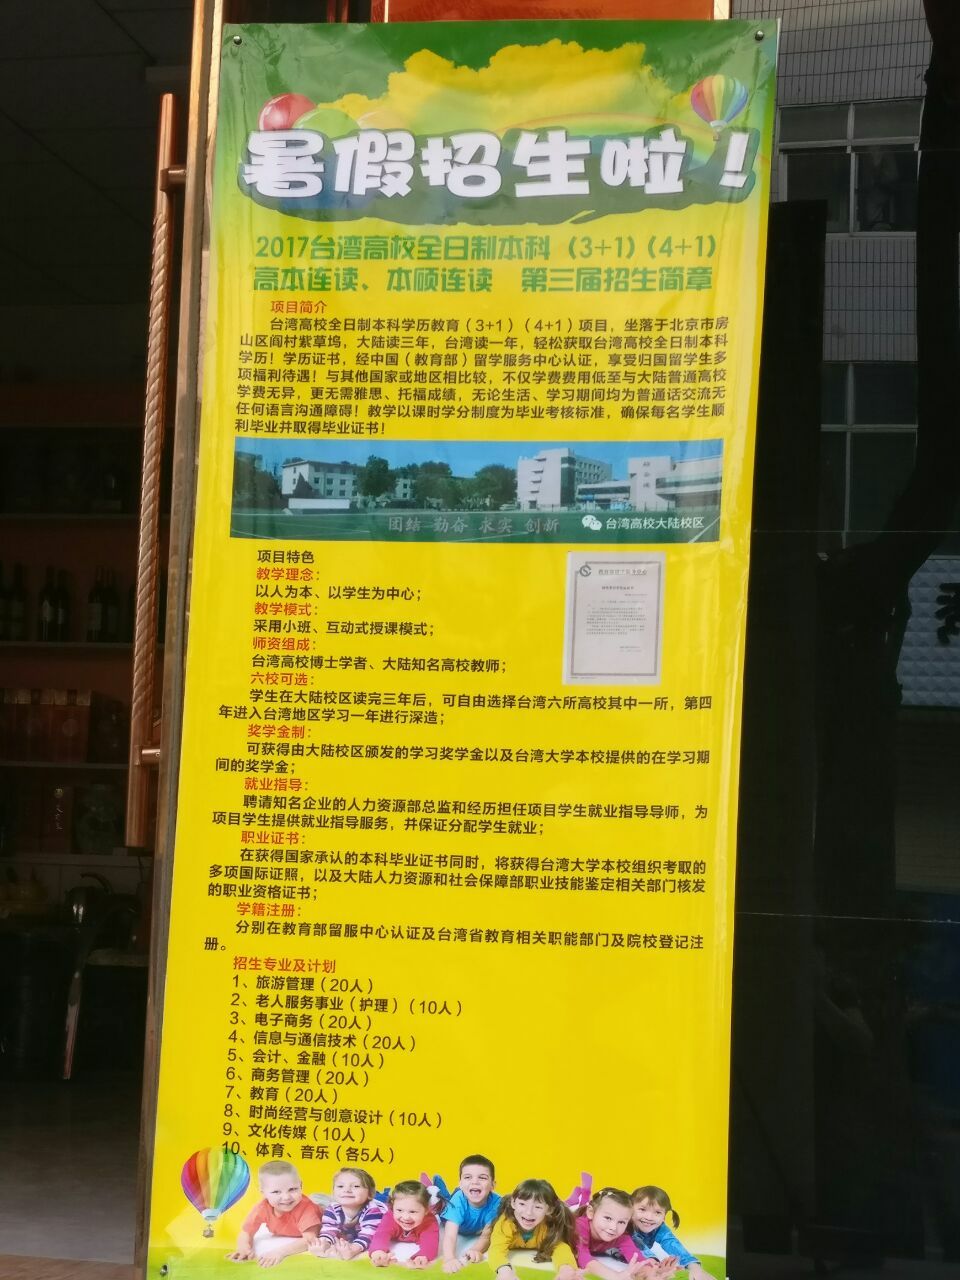 暑假招生啦！
2017台湾高校全日制本科（3+1）（4+1）
高本连读、本硕连读 第三届招生简章
项目简介
台湾高校全日制本科学历教育（3+1）（4+1）项目，坐落于北京市房
山区阎村紫草坞，大陆读三年，台湾读一年，轻松获取台湾高校全日制本科
学历！学历证书，经中国（教育部）留学服务中心认证，享受归国留学生多
项福利待遇！与其他国家或地区相比较，不仅学费费用低至与大陆普通高校
学费无异，更无需雅思、托福成绩，无论生活、学习期间均为普通话交流无
任何语言沟通障碍！教学以课时学分制度为毕业考核标准，确保每名学生顺
利毕业并取得毕业证书！
团结 勤奋 求实 创新
台湾高校大陆校区
项目特色
教学理念：
以人为本、以学生为中心；
教学模式：
采用小班、互动式授课模式；
师资组成：
台湾高校博士学者、大陆知名高校教师；
六校可选：
学生在大陆校区读完三年后，可自由选择台湾六所高校其中一所，第四
年进入台湾地区学习一年进行深造；
奖学金制：
可获得由大陆校区颁发的学习奖学金以及台湾大学本校提供的在学习期
间的奖学金；
就业指导：
聘请知名企业的人力资源部总监和经历担任项目学生就业指导导师，为
项目学生提供就业指导服务，并保证分配学生就业；
职业证书：
在获得国家承认的本科毕业证书同时，将获得台湾大学本校组织考取的
多项国际证照，以及大陆人力资源和社会保障部职业技能鉴定相关部门核发
的职业资格证书；
学籍注册：
分别在教育部留服中心认证及台湾省教育相关职能部门及院校登记注
册。
招生专业及计划
1、旅游管理（20人）
2、老人服务事业（护理）（10人）
3、电子商务（20人）
4、信息与通信技术（20人）
5、会计、金融（10人）
6、商务管理（20人）
7、教育（20人）
8、时尚经营与创意设计（10人）
9、文化传媒（10人）
10、体育、音乐（各5人）